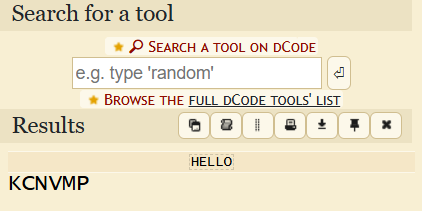 Search for a tool
SEARCH A TOOL ON DCODE
e.g. type 'random'
BROWSE THE FULL DCODE TOOLS' LIST
Results
HELLO
KCNVMP